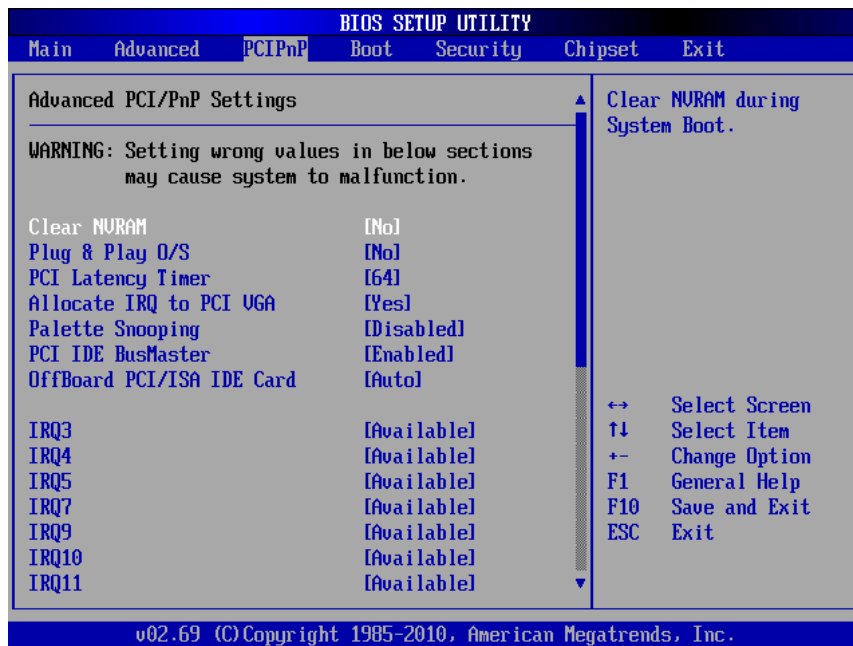 BIOS SETUP UTILITY
Main Advanced PCIPnP Boot Security Chipset Exit
Advanced PCI/PnP Settings
WARNING: Setting wrong values in below sections
may cause system to malfunction.
Clear NVRAM [No]
Plug & Play O/S [No]
PCI Latency Timer [64]
Allocate IRQ to PCI VGA [Yes]
Palette Snooping [Disabled]
PCI IDE BusMaster [Enabled]
OffBoard PCI/ISA IDE Card [Auto]
IRQ3 [Available]
IRQ4 [Available]
IRQ5 [Available]
IRQ7 [Available]
IRQ9 [Available]
IRQ10 [Available]
IRQ11 [Available]
Clear NVRAM during
System Boot.
↔ Select Screen
↑↓ Select Item
+- Change Option
F1 General Help
F10 Save and Exit
ESC Exit
v02.69 (C)Copyright 1985-2010, American Megatrends, Inc.